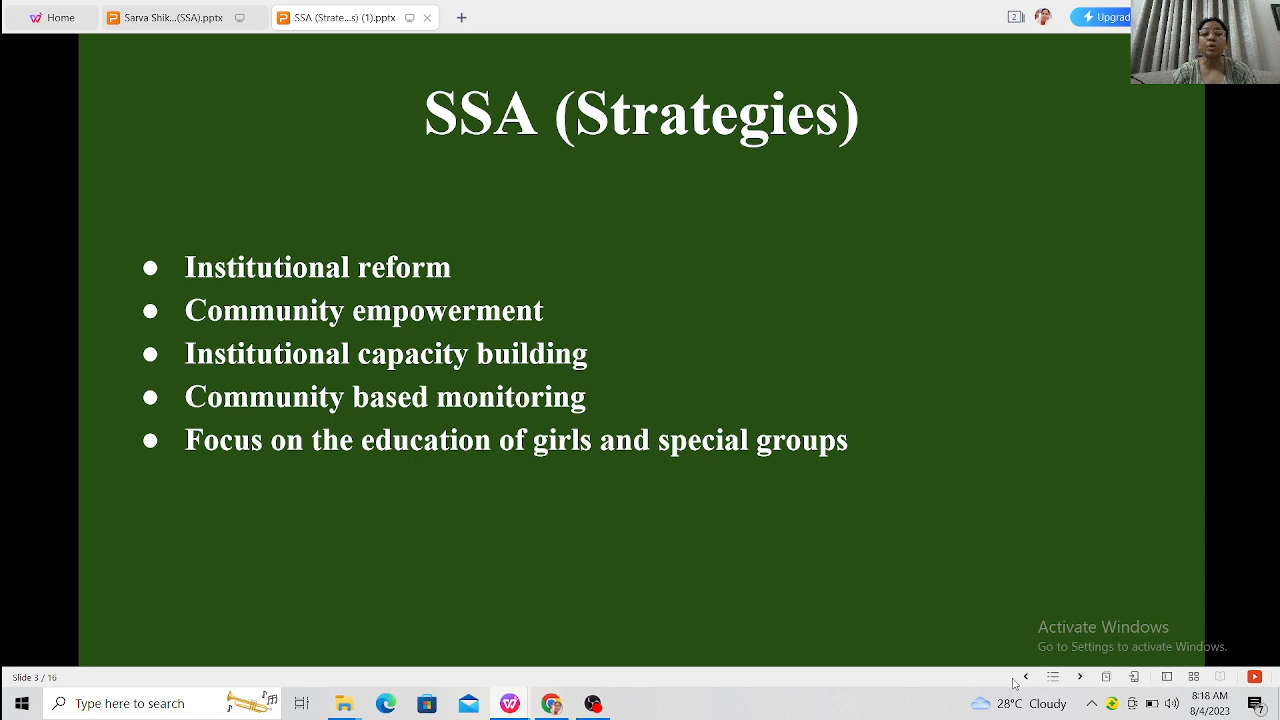 Home
Sarva Shik...(SSA).pptx
SSA (Strate...s) (1).pptx
2
Upgrad
SSA (Strategies)
● Institutional reform
● Community empowerment
● Institutional capacity building
● Community based monitoring
● Focus on the education of girls and special groups
Activate Windows
Go to Settings to activate Windows.
Slide 3 / 16
Type here to search
28°C Cloudy
8:18 AM
8/4/2023
7